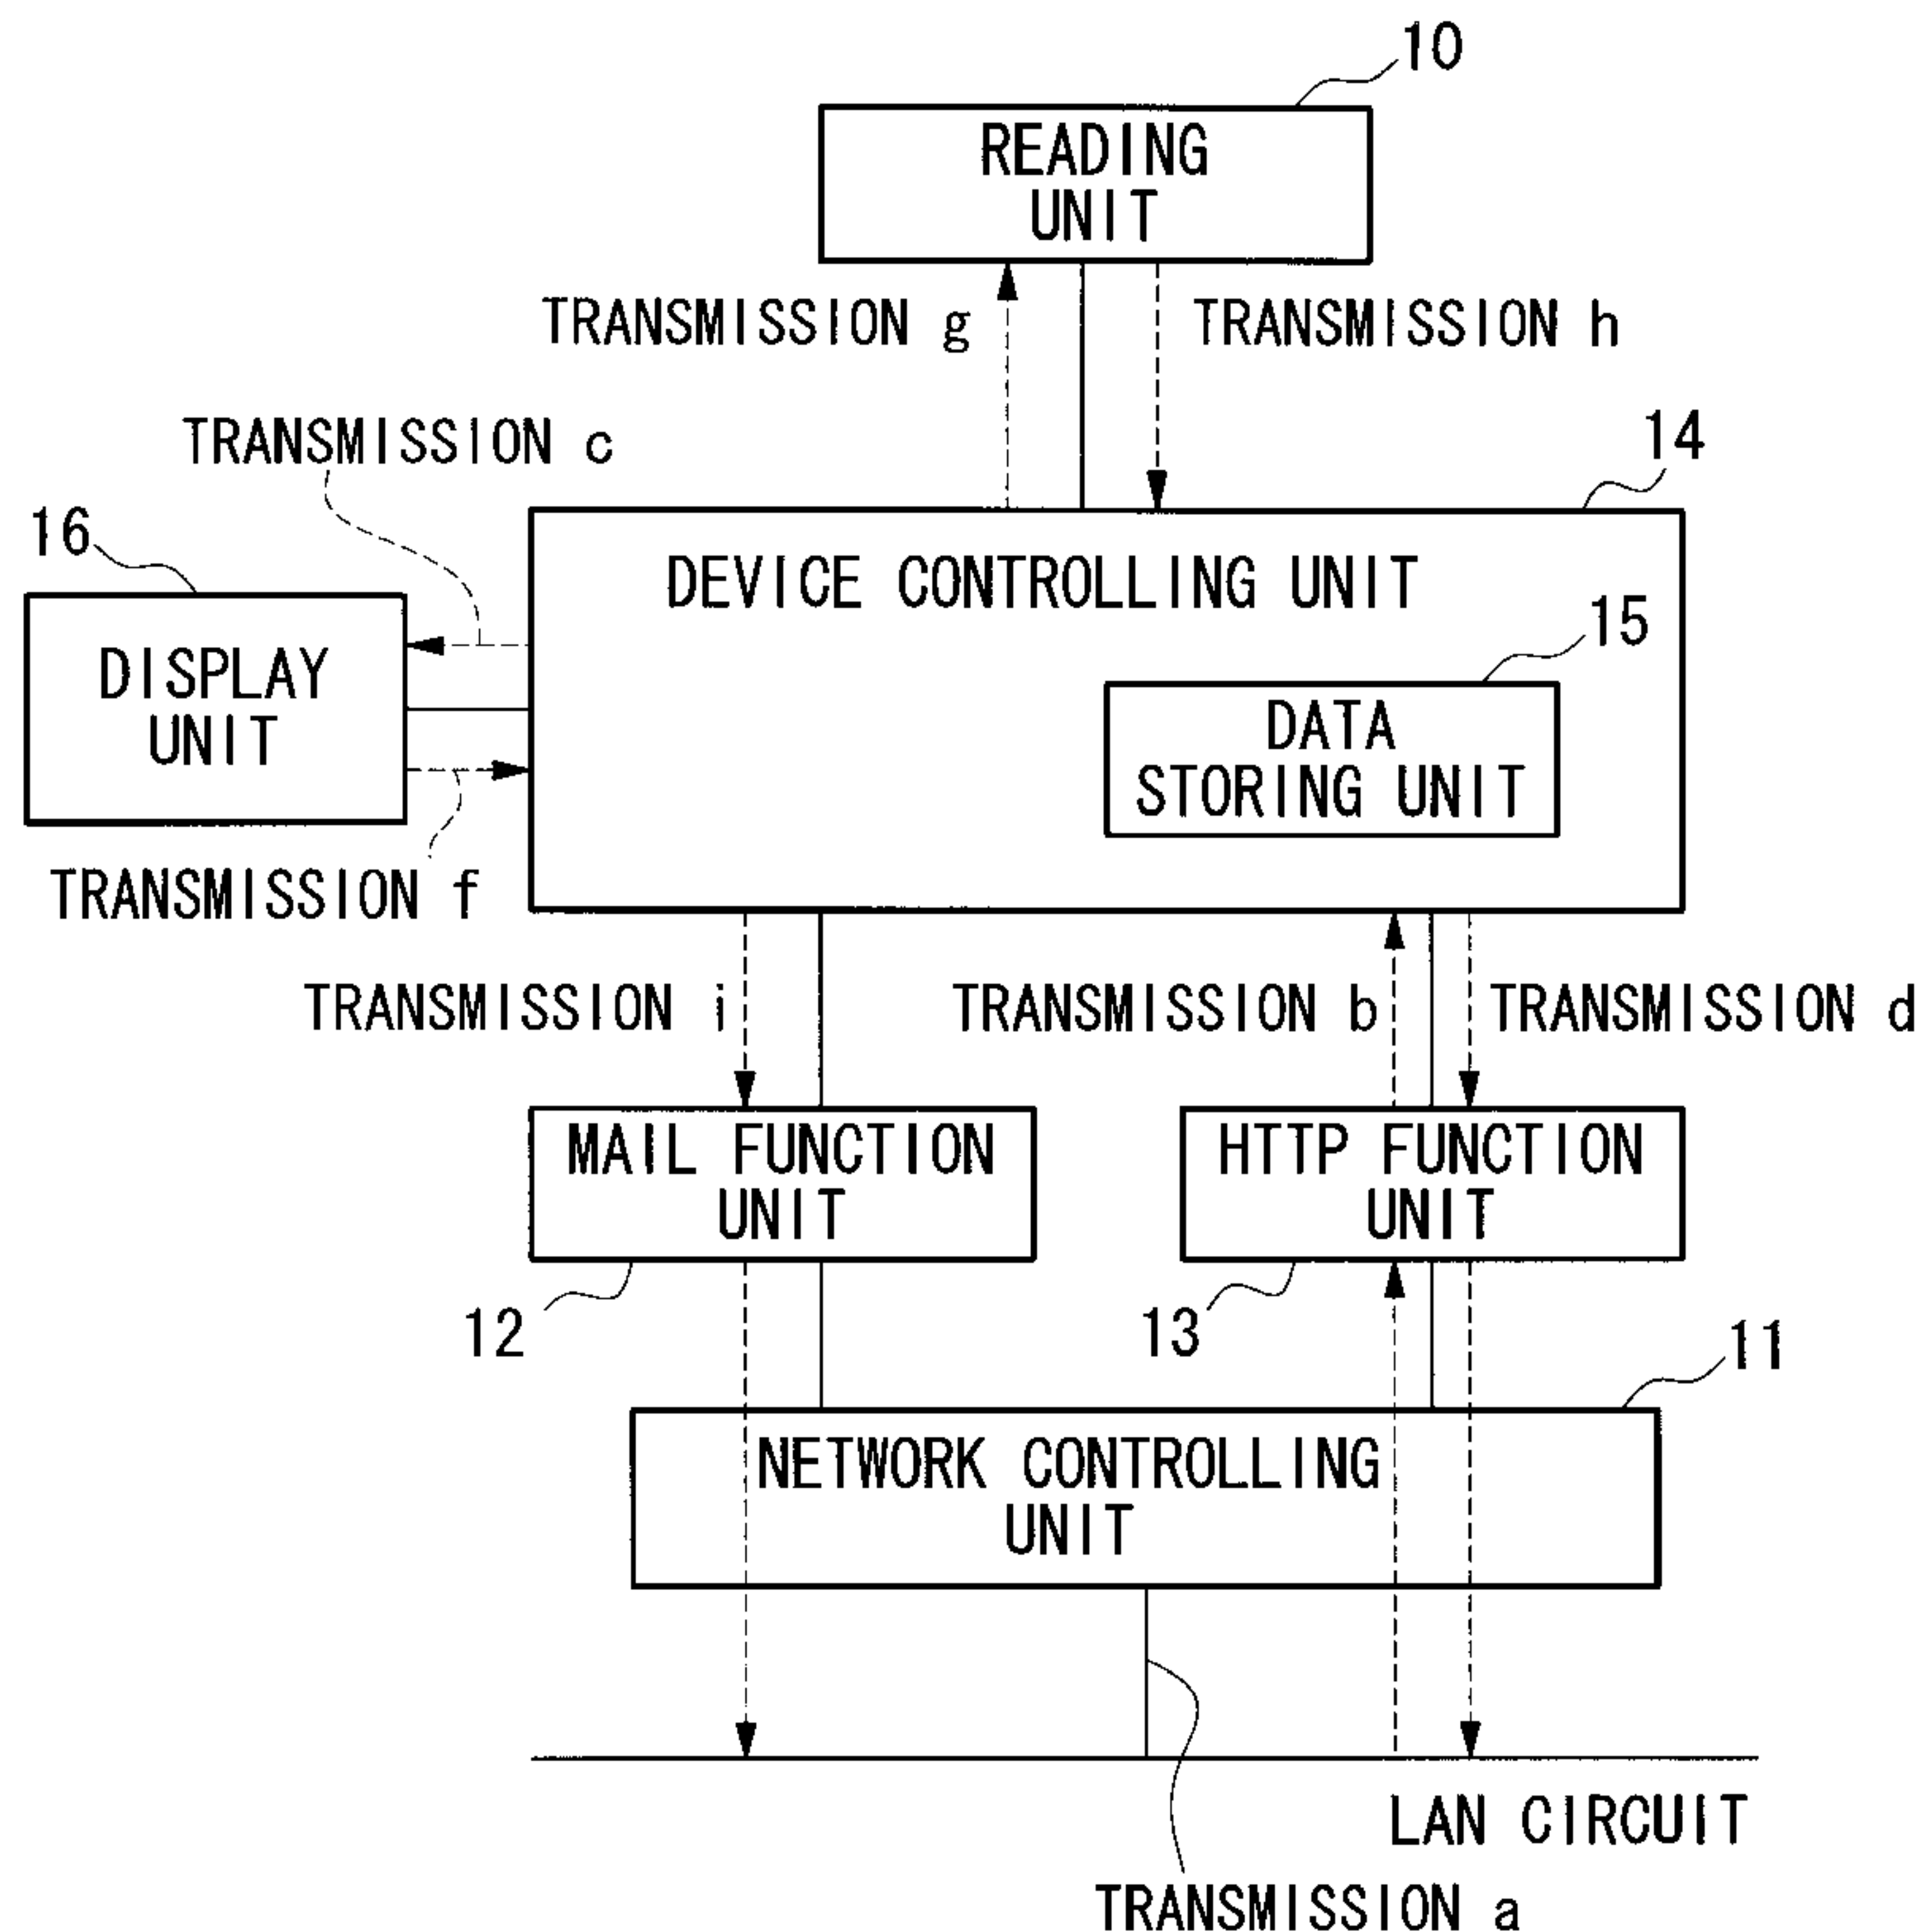 10
READING
UNIT
TRANSMISSION g
TRANSMISSION h
TRANSMISSION c
14
16
DEVICE CONTROLLING UNIT
15
DISPLAY
UNIT
DATA
STORING UNIT
TRANSMISSION f
TRANSMISSION i
TRANSMISSION b
TRANSMISSION d
MAIL FUNCTION
UNIT
HTTP FUNCTION
UNIT
12
13
11
NETWORK CONTROLLING
UNIT
LAN CIRCUIT
TRANSMISSION a